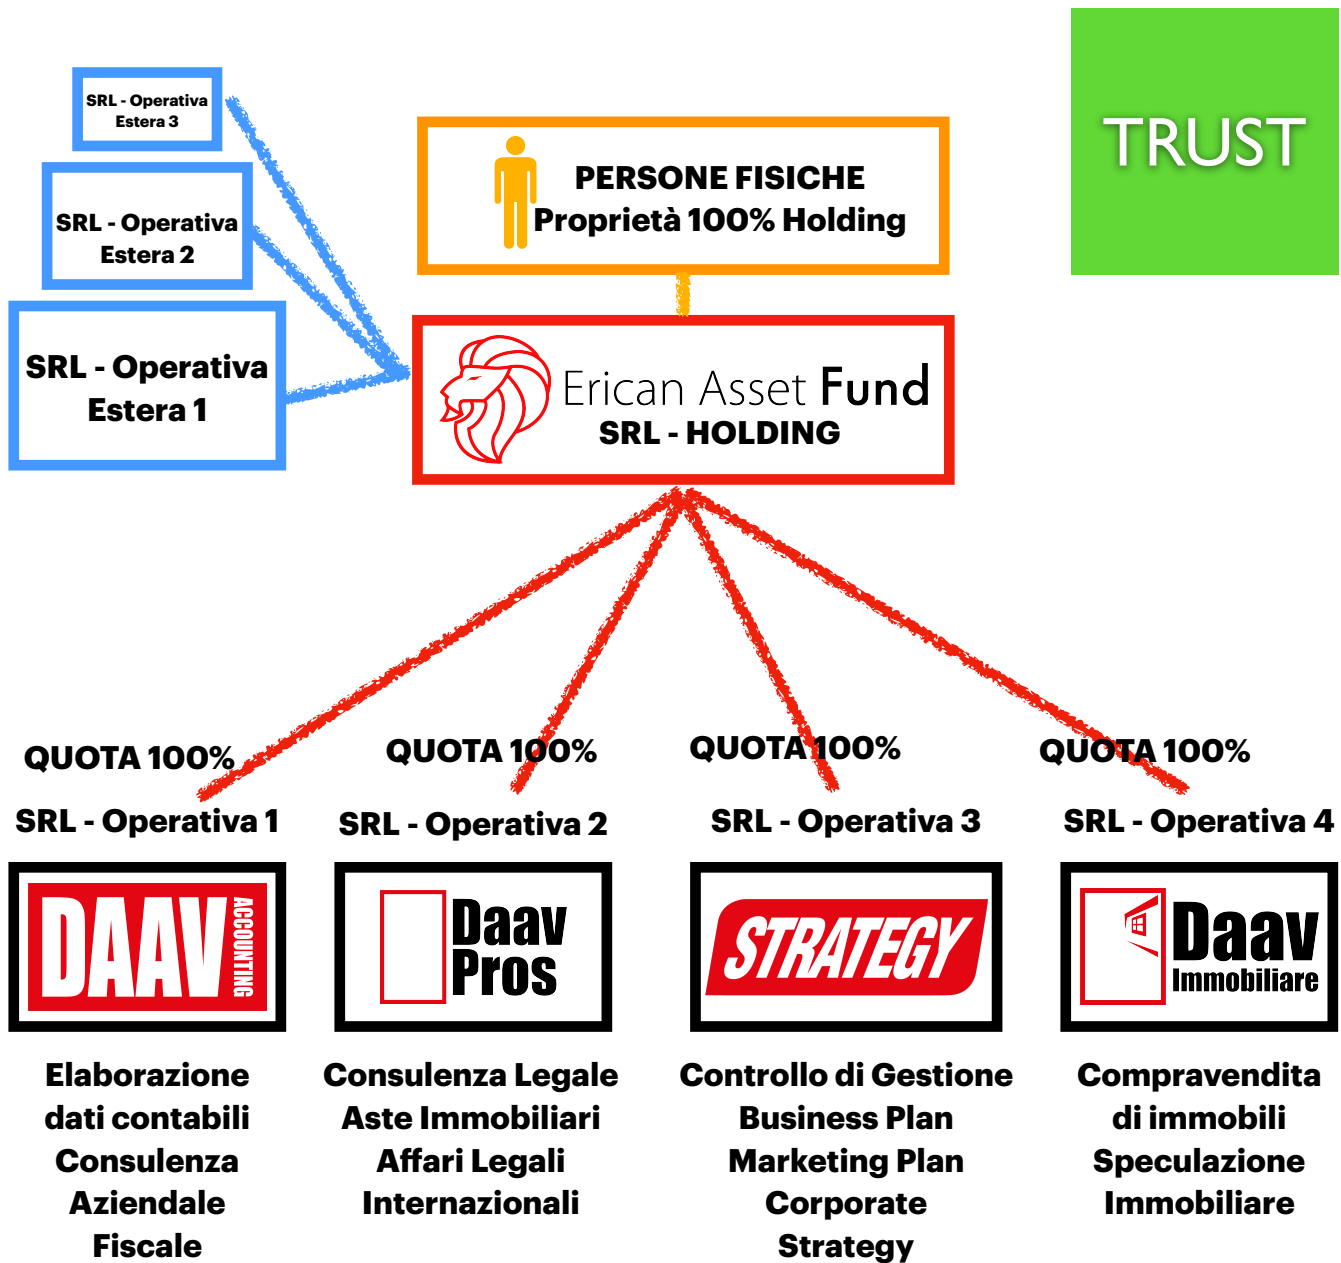 SRL - Operativa
Estera 3
SRL - Operativa
Estera 2
SRL - Operativa
Estera 1
PERSONE FISICHE
Proprietà 100% Holding
TRUST
Erican Asset Fund
SRL - HOLDING
QUOTA 100%
SRL - Operativa 1
DAAV
ACCOUNTING
Elaborazione
dati contabili
Consulenza
Aziendale
Fiscale
QUOTA 100%
SRL - Operativa 2
Daav
Pros
Consulenza Legale
Aste Immobiliari
Affari Legali
Internazionali
QUOTA 100%
SRL - Operativa 3
STRATEGY
Controllo di Gestione
Business Plan
Marketing Plan
Corporate
Strategy
QUOTA 100%
SRL - Operativa 4
Daav
Immobiliare
Compravendita
di immobili
Speculazione
Immobiliare